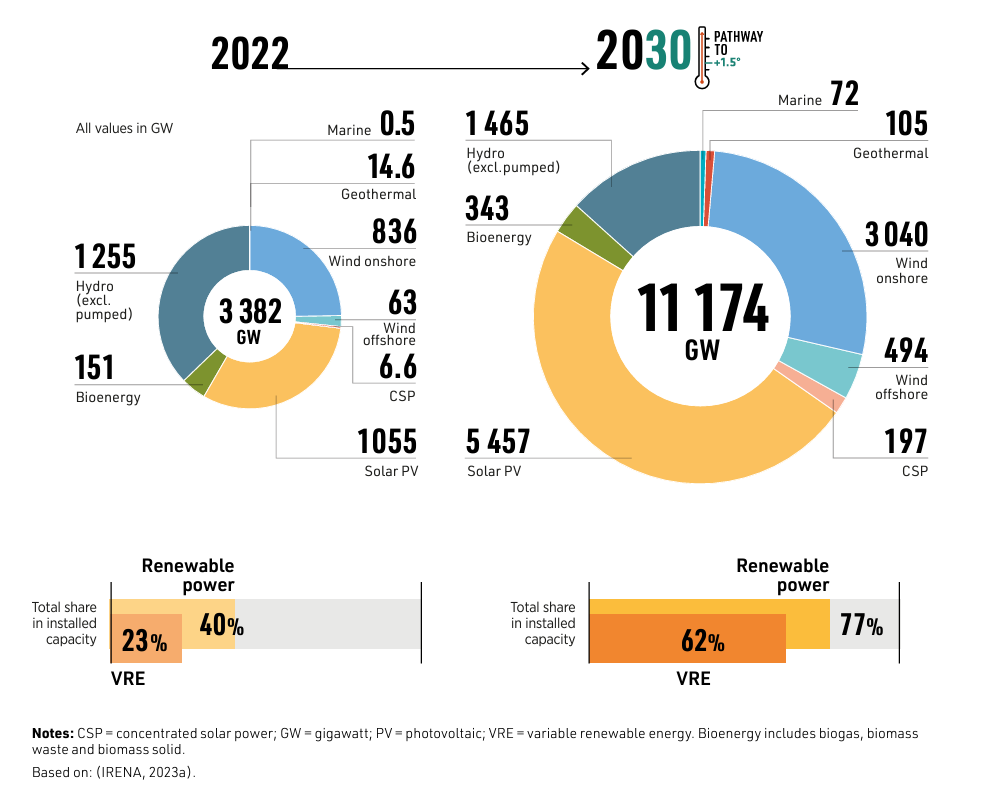 2022
2030
PATHWAY
TO
+1.5°
All values in GW
Marine 0.5
14.6
Geothermal
836
Wind onshore
63
Wind
offshore
6.6
CSP
1055
Solar PV
151
Bioenergy
1 255
Hydro
(excl.
pumped)
3 382
GW
Marine 72
105
Geothermal
3 040
Wind
onshore
494
Wind
offshore
197
CSP
5 457
Solar PV
343
Bioenergy
1 465
Hydro
(excl.pumped)
11 174
GW
Renewable
power
Total share
in installed
capacity
40%
23%
VRE
Renewable
power
Total share
in installed
capacity
77%
62%
VRE
Notes: CSP = concentrated solar power; GW = gigawatt; PV = photovoltaic; VRE = variable renewable energy. Bioenergy includes biogas, biomass
waste and biomass solid.
Based on: (IRENA, 2023a).